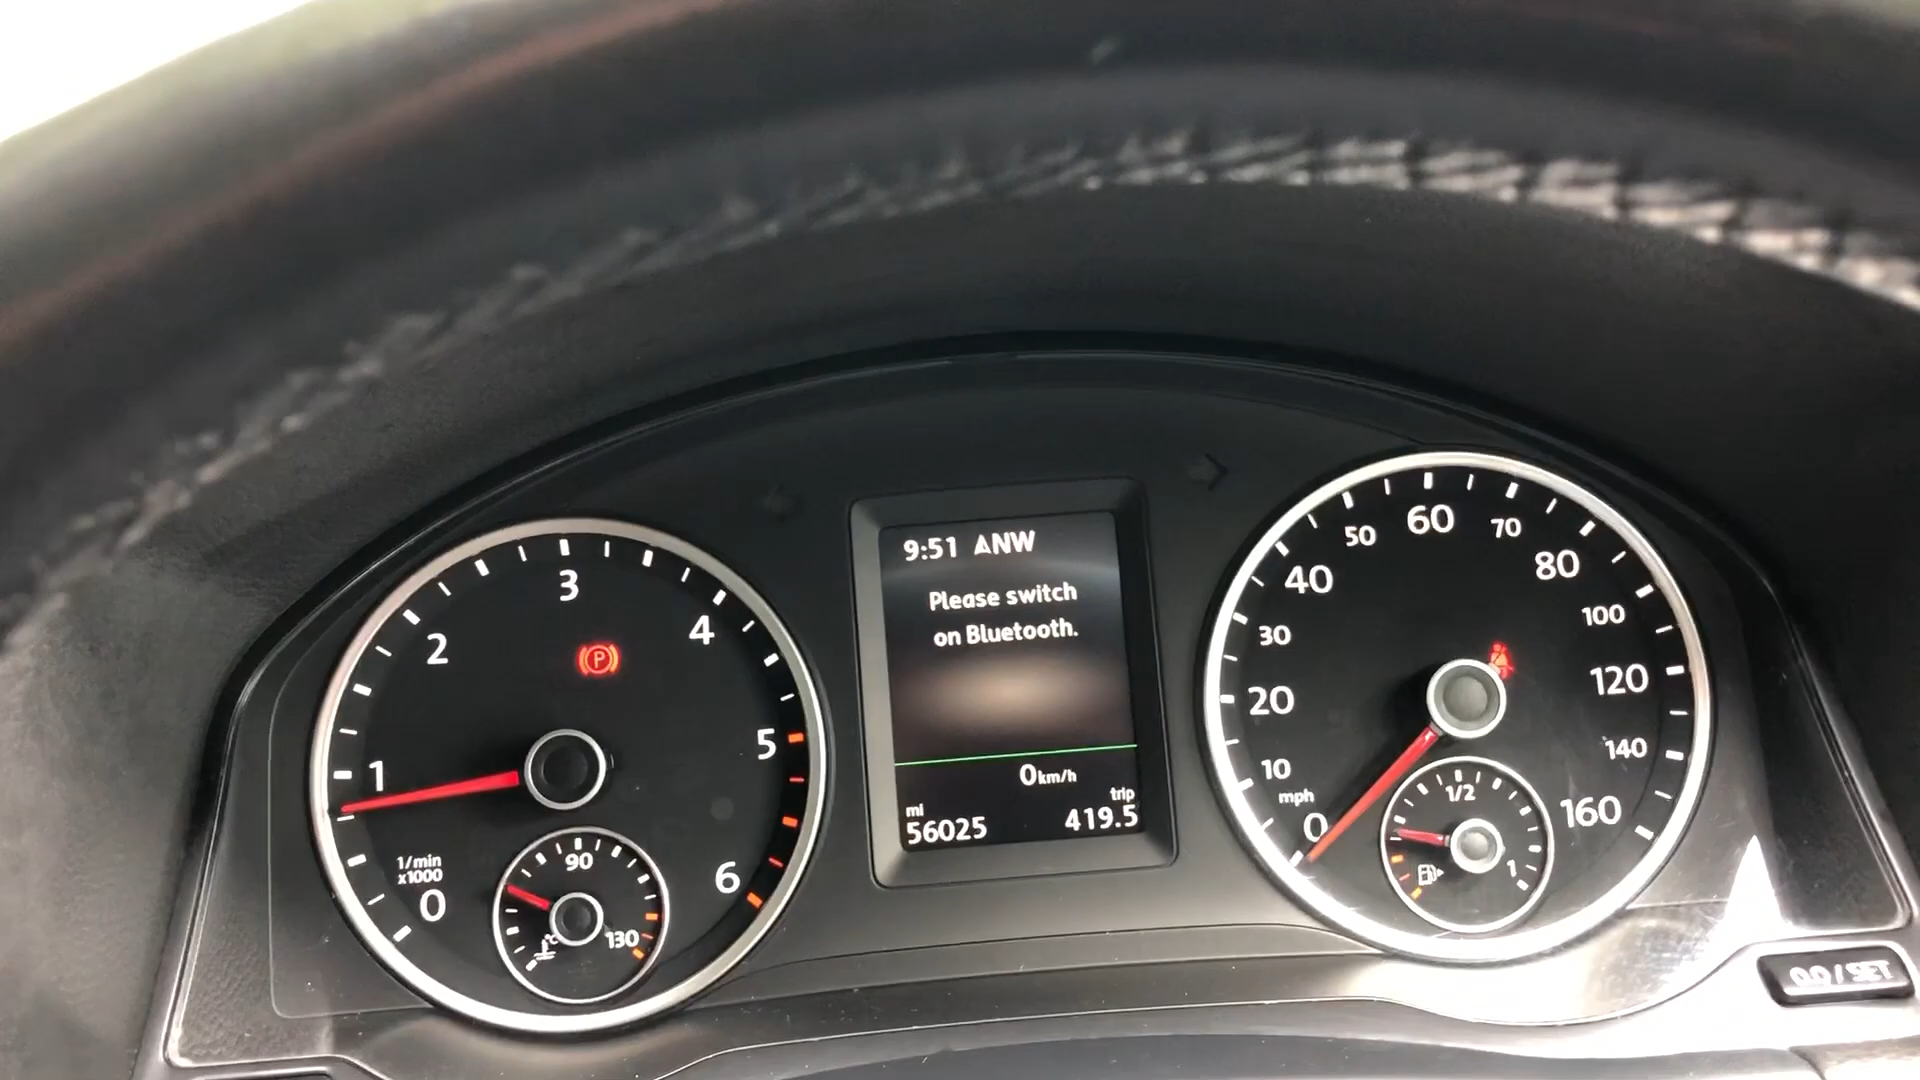 1
2
3
4
5
6
0
1/min
x1000
90
130
°C
9:51 ANW
Please switch
on Bluetooth.
0 km/h
mi
trip
56025
419.5
0
10
20
30
40
50
60
70
80
100
120
140
160
mph
1/2
1
P
0.0 / SET